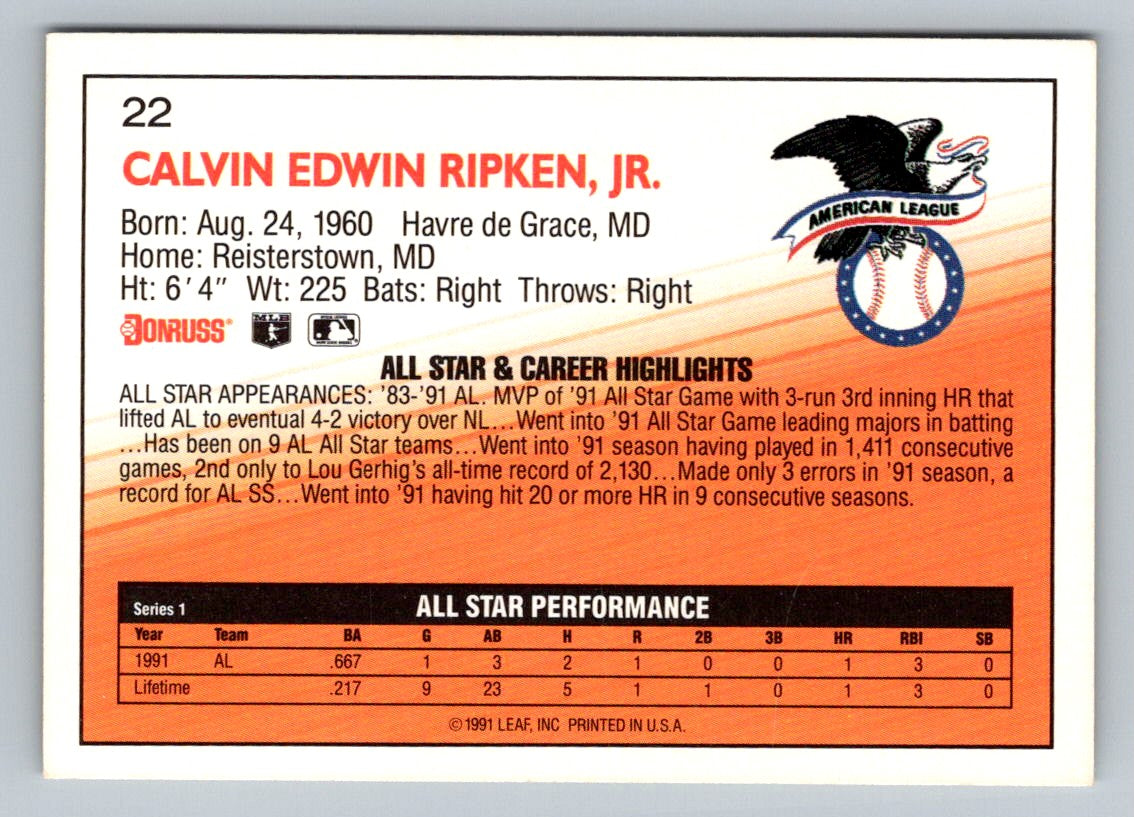 22
CALVIN EDWIN RIPKEN, JR.
AMERICAN LEAGUE
Born: Aug. 24, 1960 Havre de Grace, MD
Home: Reisterstown, MD
Ht: 6' 4" Wt: 225 Bats: Right Throws: Right
DONRUSS MLB
ALL STAR & CAREER HIGHLIGHTS
ALL STAR APPEARANCES: '83-'91 AL. MVP of '91 All Star Game with 3-run 3rd inning HR that
lifted AL to eventual 4-2 victory over NL...Went into '91 All Star Game leading majors in batting
...Has been on 9 AL All Star teams...Went into '91 season having played in 1,411 consecutive
games, 2nd only to Lou Gerhig's all-time record of 2,130...Made only 3 errors in '91 season, a
record for AL SS...Went into '91 having hit 20 or more HR in 9 consecutive seasons.
Series 1 ALL STAR PERFORMANCE
Year Team BA G AB H R 2B 3B HR RBI SB
1991 AL .667 1 3 2 1 0 0 1 3 0
Lifetime .217 9 23 5 1 1 0 1 3 0
©1991 LEAF, INC PRINTED IN U.S.A.